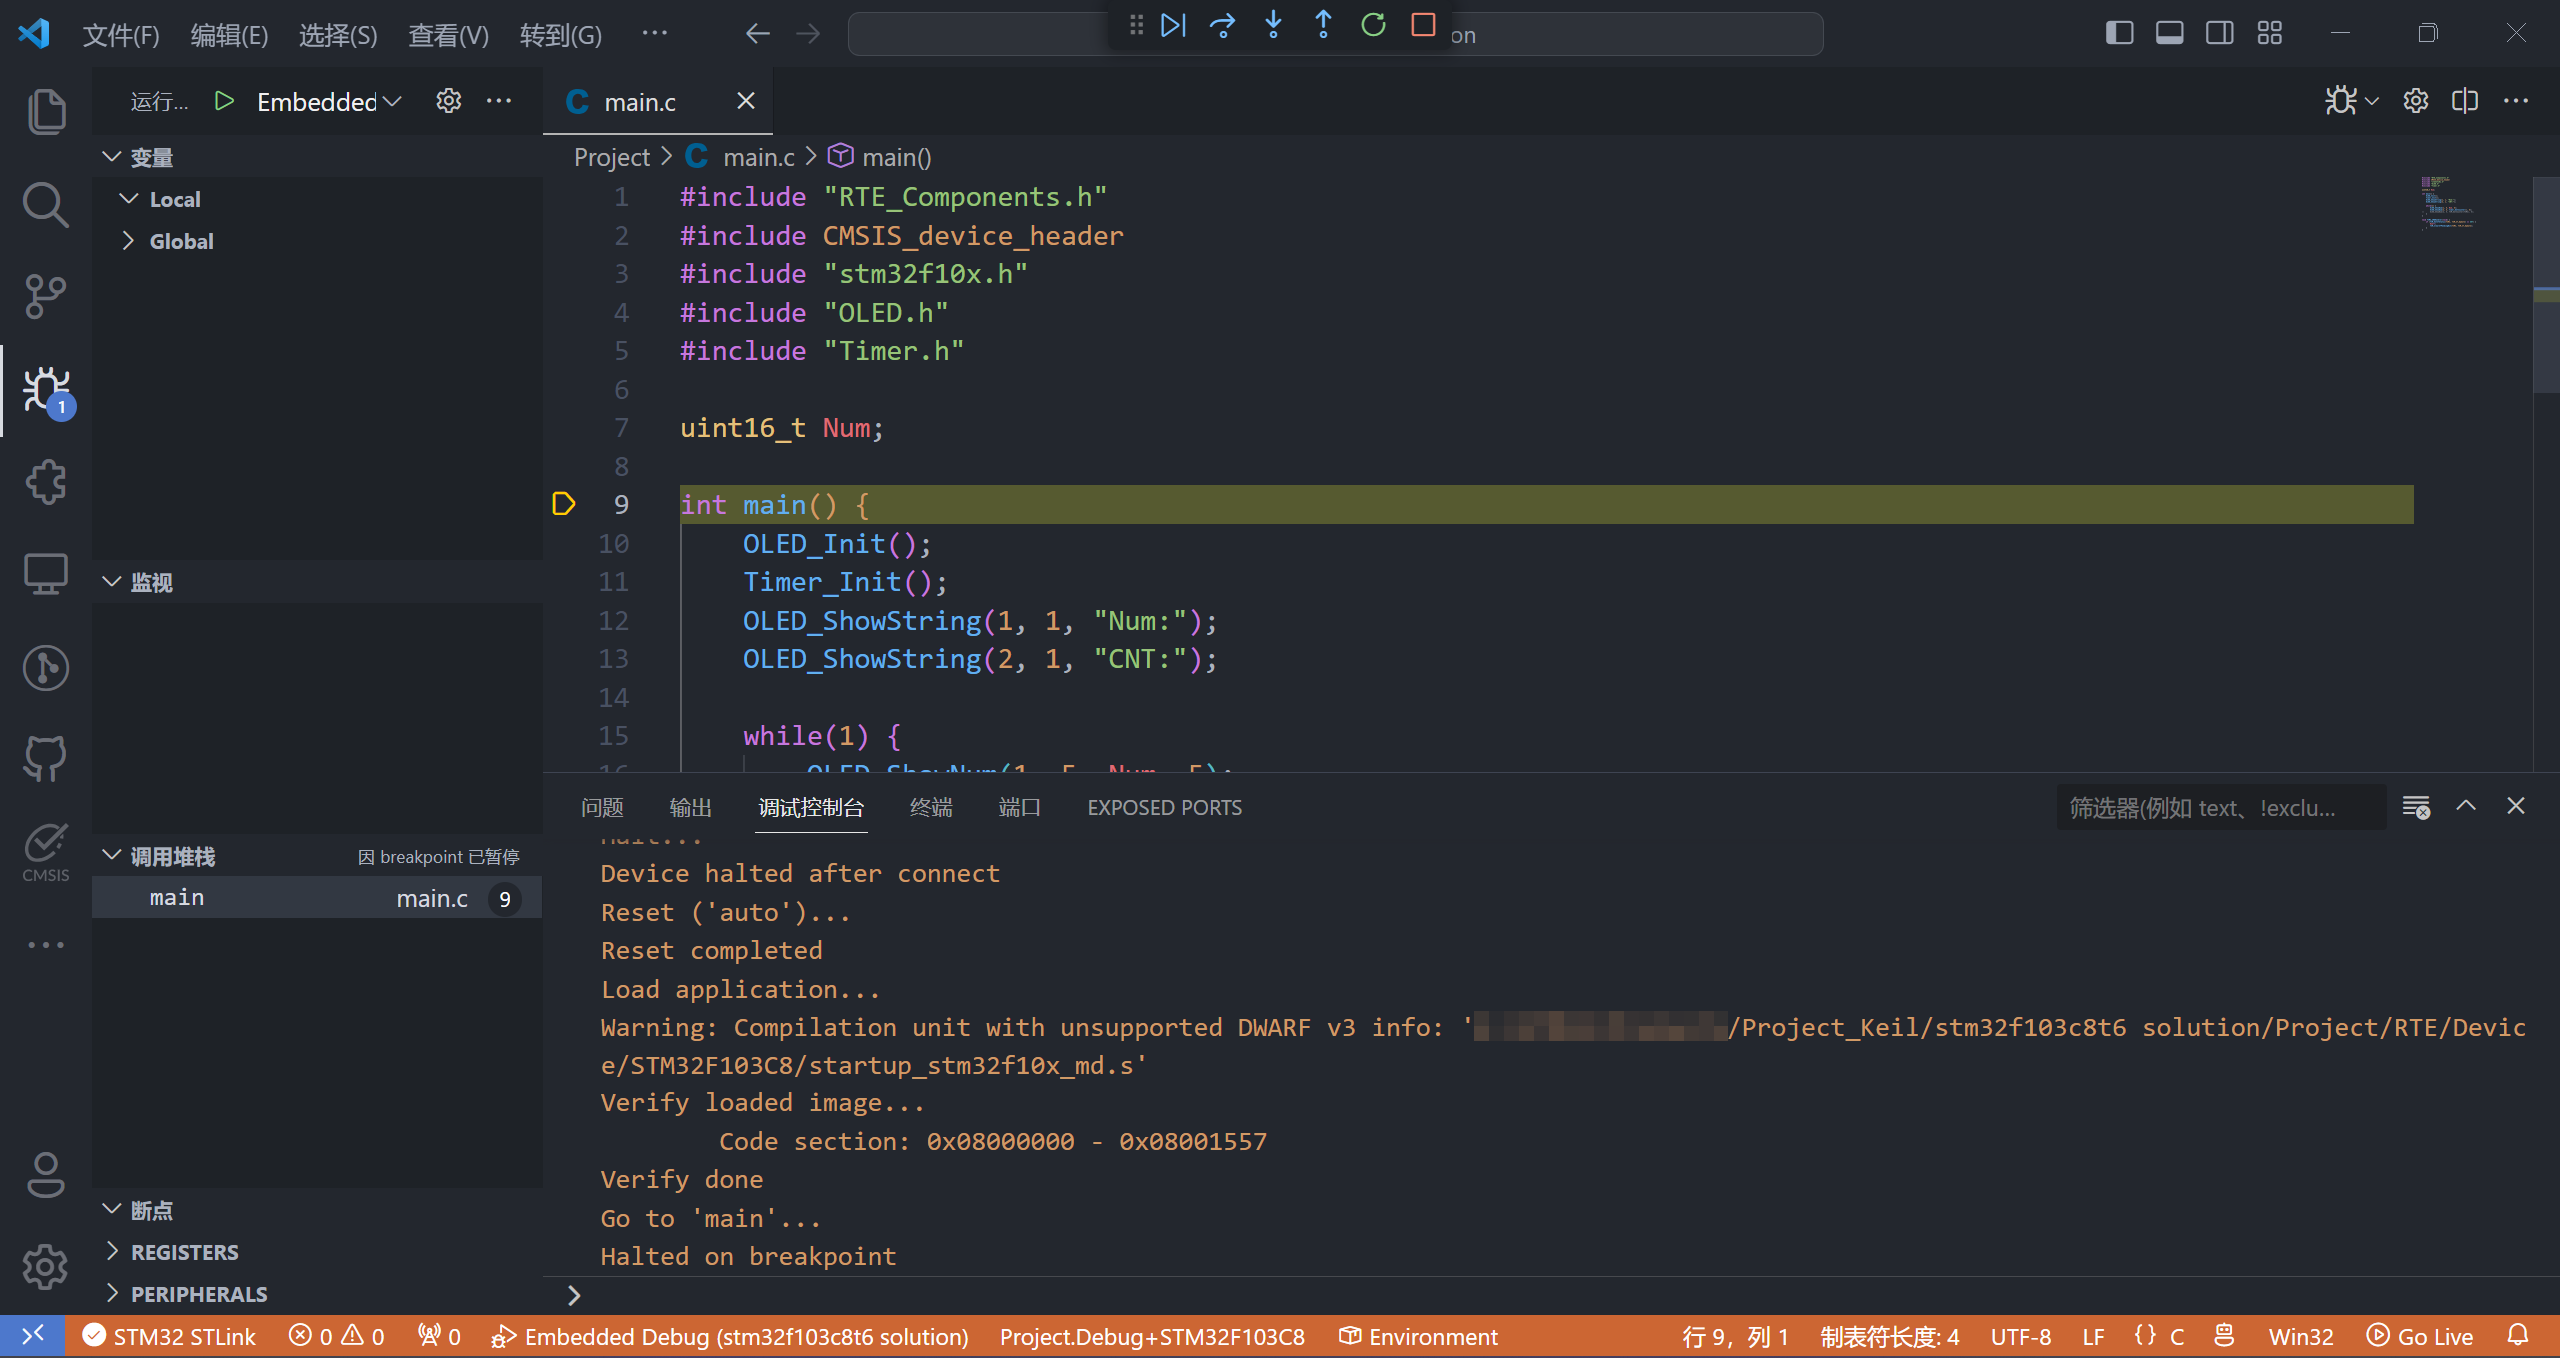 文件(F) 编辑(E) 选择(S) 查看(V) 转到(G) ··· on
运行... Embedded
main.c
变量
Local
Global
1
监视
CMSIS
调用堆栈 因 breakpoint 已暂停
main main.c 9
断点
REGISTERS
PERIPHERALS
Project > C main.c > main()
1 #include "RTE_Components.h"
2 #include CMSIS_device_header
3 #include "stm32f10x.h"
4 #include "OLED.h"
5 #include "Timer.h"
6
7 uint16_t Num;
8
9 int main() {
10 OLED_Init();
11 Timer_Init();
12 OLED_ShowString(1, 1, "Num:");
13 OLED_ShowString(2, 1, "CNT:");
14
15 while(1) {
16 OLED_ShowNum(1, 5, Num, 5);
问题 输出 调试控制台 终端 端口 EXPOSED PORTS 筛选器(例如 text、!exclu...
Halt...
Device halted after connect
Reset ('auto')...
Reset completed
Load application...
Warning: Compilation unit with unsupported DWARF v3 info: '/Project_Keil/stm32f103c8t6 solution/Project/RTE/Devic
e/STM32F103C8/startup_stm32f10x_md.s'
Verify loaded image...
Code section: 0x08000000 - 0x08001557
Verify done
Go to 'main'...
Halted on breakpoint
STM32 STLink 0 0 0 Embedded Debug (stm32f103c8t6 solution) Project.Debug+STM32F103C8 Environment 行 9，列 1 制表符长度: 4 UTF-8 LF {} C Win32 Go Live